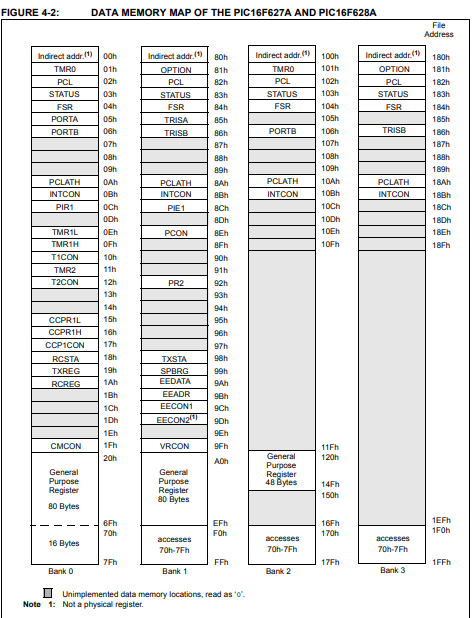 FIGURE 4-2: DATA MEMORY MAP OF THE PIC16F627A AND PIC16F628A
File
Address
Indirect addr.(1) 00h Indirect addr.(1) 80h Indirect addr.(1) 100h Indirect addr.(1) 180h
TMR0 01h OPTION 81h TMR0 101h OPTION 181h
PCL 02h PCL 82h PCL 102h PCL 182h
STATUS 03h STATUS 83h STATUS 103h STATUS 183h
FSR 04h FSR 84h FSR 104h FSR 184h
PORTA 05h TRISA 85h 105h 185h
PORTB 06h TRISB 86h PORTB 106h TRISB 186h
07h 87h 107h 187h
08h 88h 108h 188h
09h 89h 109h 189h
PCLATH 0Ah PCLATH 8Ah PCLATH 10Ah PCLATH 18Ah
INTCON 0Bh INTCON 8Bh INTCON 10Bh INTCON 18Bh
PIR1 0Ch PIE1 8Ch 10Ch 18Ch
0Dh 8Dh 10Dh 18Dh
TMR1L 0Eh PCON 8Eh 10Eh 18Eh
TMR1H 0Fh 8Fh 10Fh 18Fh
T1CON 10h 90h
TMR2 11h 91h
T2CON 12h PR2 92h
13h 93h
14h 94h
CCPR1L 15h 95h
CCPR1H 16h 96h
CCP1CON 17h 97h
RCSTA 18h TXSTA 98h
TXREG 19h SPBRG 99h
RCREG 1Ah EEDATA 9Ah
1Bh EEADR 9Bh
1Ch EECON1 9Ch
1Dh EECON2(1) 9Dh
1Eh 9Eh
CMCON 1Fh VRCON 9Fh 11Fh
20h A0h General 120h
General General Purpose
Purpose Purpose Register
Register Register 48 Bytes 14Fh
80 Bytes 80 Bytes 150h
6Fh EFh 16Fh 1EFh
70h F0h 170h 1F0h
16 Bytes accesses accesses accesses
70h-7Fh 70h-7Fh 70h-7Fh
7Fh FFh 17Fh 1FFh
Bank 0 Bank 1 Bank 2 Bank 3
Unimplemented data memory locations, read as '0'.
Note 1: Not a physical register.